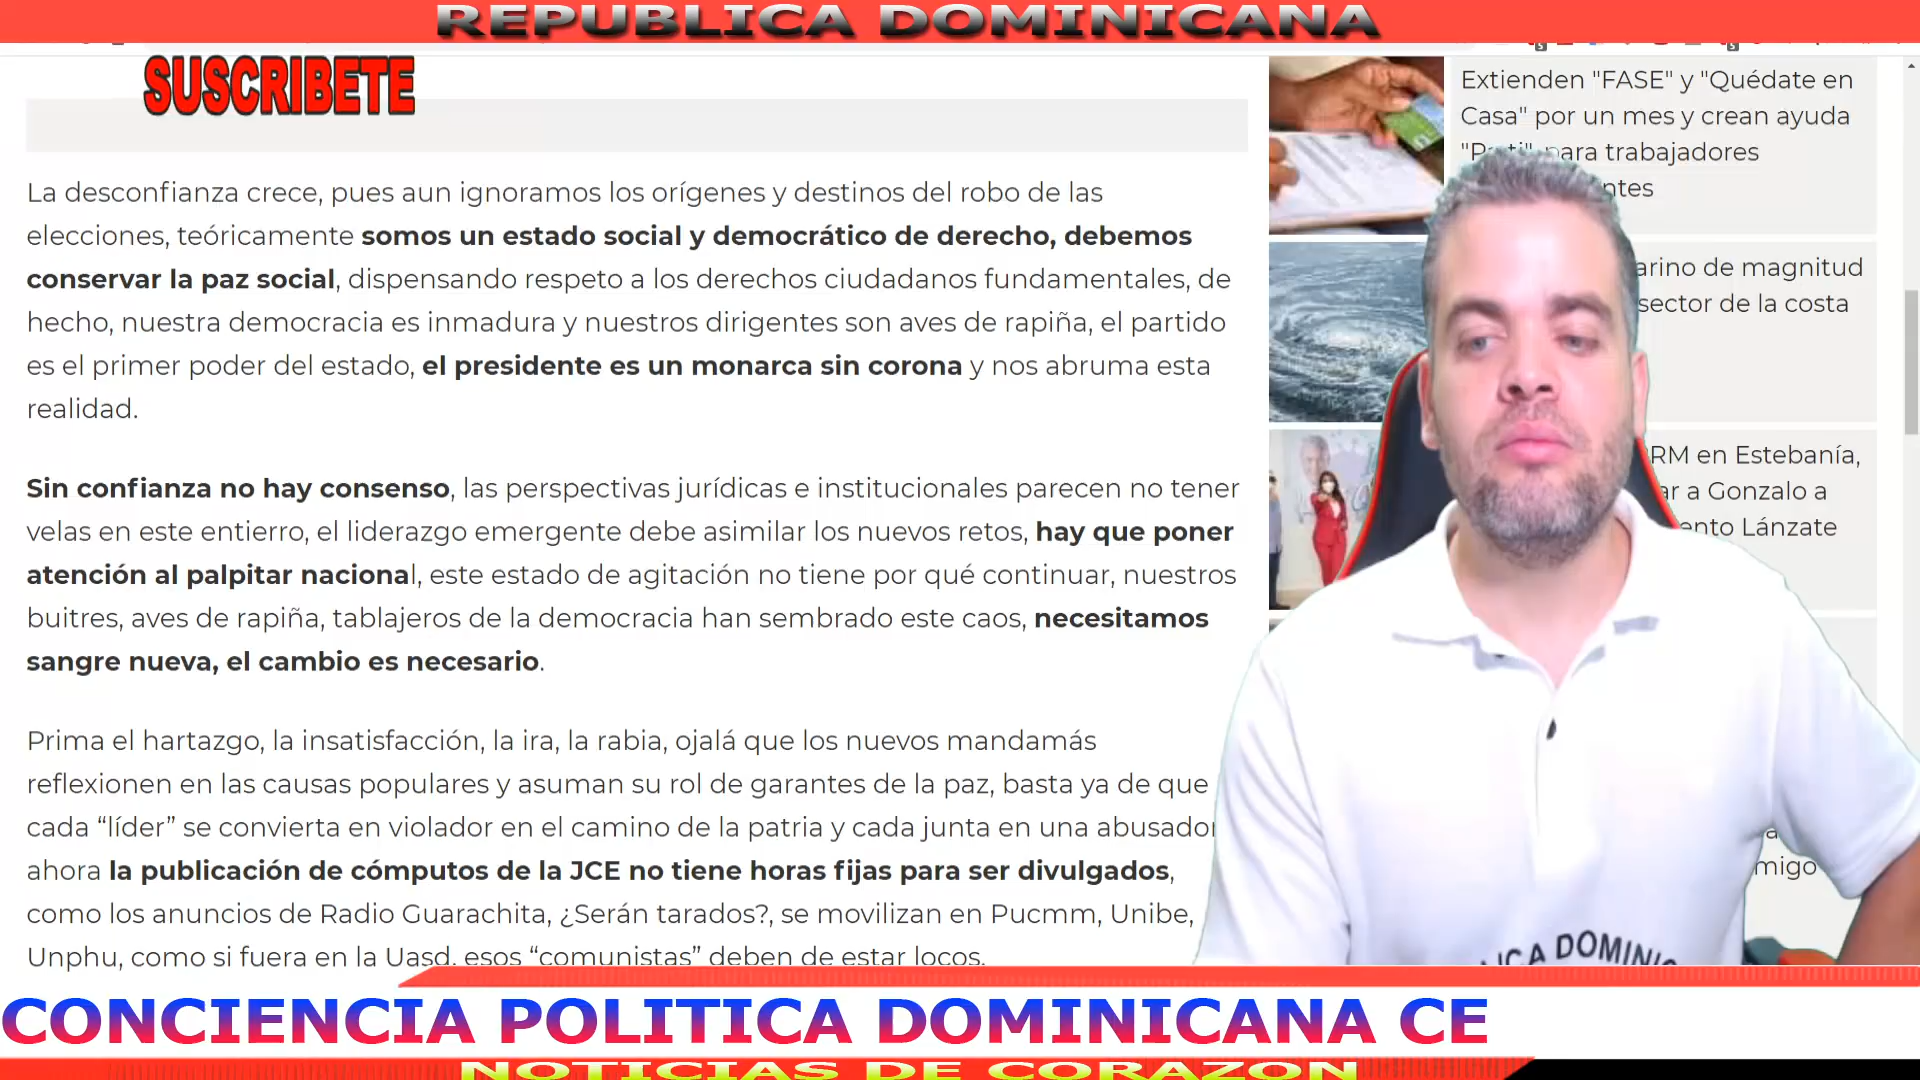 REPUBLICA DOMINICANA
SUSCRIBETE
La desconfianza crece, pues aun ignoramos los orígenes y destinos del robo de las
elecciones, teóricamente somos un estado social y democrático de derecho, debemos
conservar la paz social, dispensando respeto a los derechos ciudadanos fundamentales, de
hecho, nuestra democracia es inmadura y nuestros dirigentes son aves de rapiña, el partido
es el primer poder del estado, el presidente es un monarca sin corona y nos abruma esta
realidad.
Sin confianza no hay consenso, las perspectivas jurídicas e institucionales parecen no tener
velas en este entierro, el liderazgo emergente debe asimilar los nuevos retos, hay que poner
atención al palpitar nacional, este estado de agitación no tiene por qué continuar, nuestros
buitres, aves de rapiña, tablajeros de la democracia han sembrado este caos, necesitamos
sangre nueva, el cambio es necesario.
Prima el hartazgo, la insatisfacción, la ira, la rabia, ojalá que los nuevos mandamás
reflexionen en las causas populares y asuman su rol de garantes de la paz, basta ya de que
cada “líder” se convierta en violador en el camino de la patria y cada junta en una abusador
ahora la publicación de cómputos de la JCE no tiene horas fijas para ser divulgados,
como los anuncios de Radio Guarachita, ¿Serán tarados?, se movilizan en Pucmm, Unibe,
Unphu, como si fuera en la Uasd, esos “comunistas” deben de estar locos.
Extienden "FASE" y "Quédate en
Casa" por un mes y crean ayuda
para trabajadores
ntes
arino de magnitud
sector de la costa
RM en Estebanía,
ar a Gonzalo a
ento Lánzate
migo
ICA DOMINIC
CONCIENCIA POLITICA DOMINICANA CE
NOTICIAS DE CORAZON